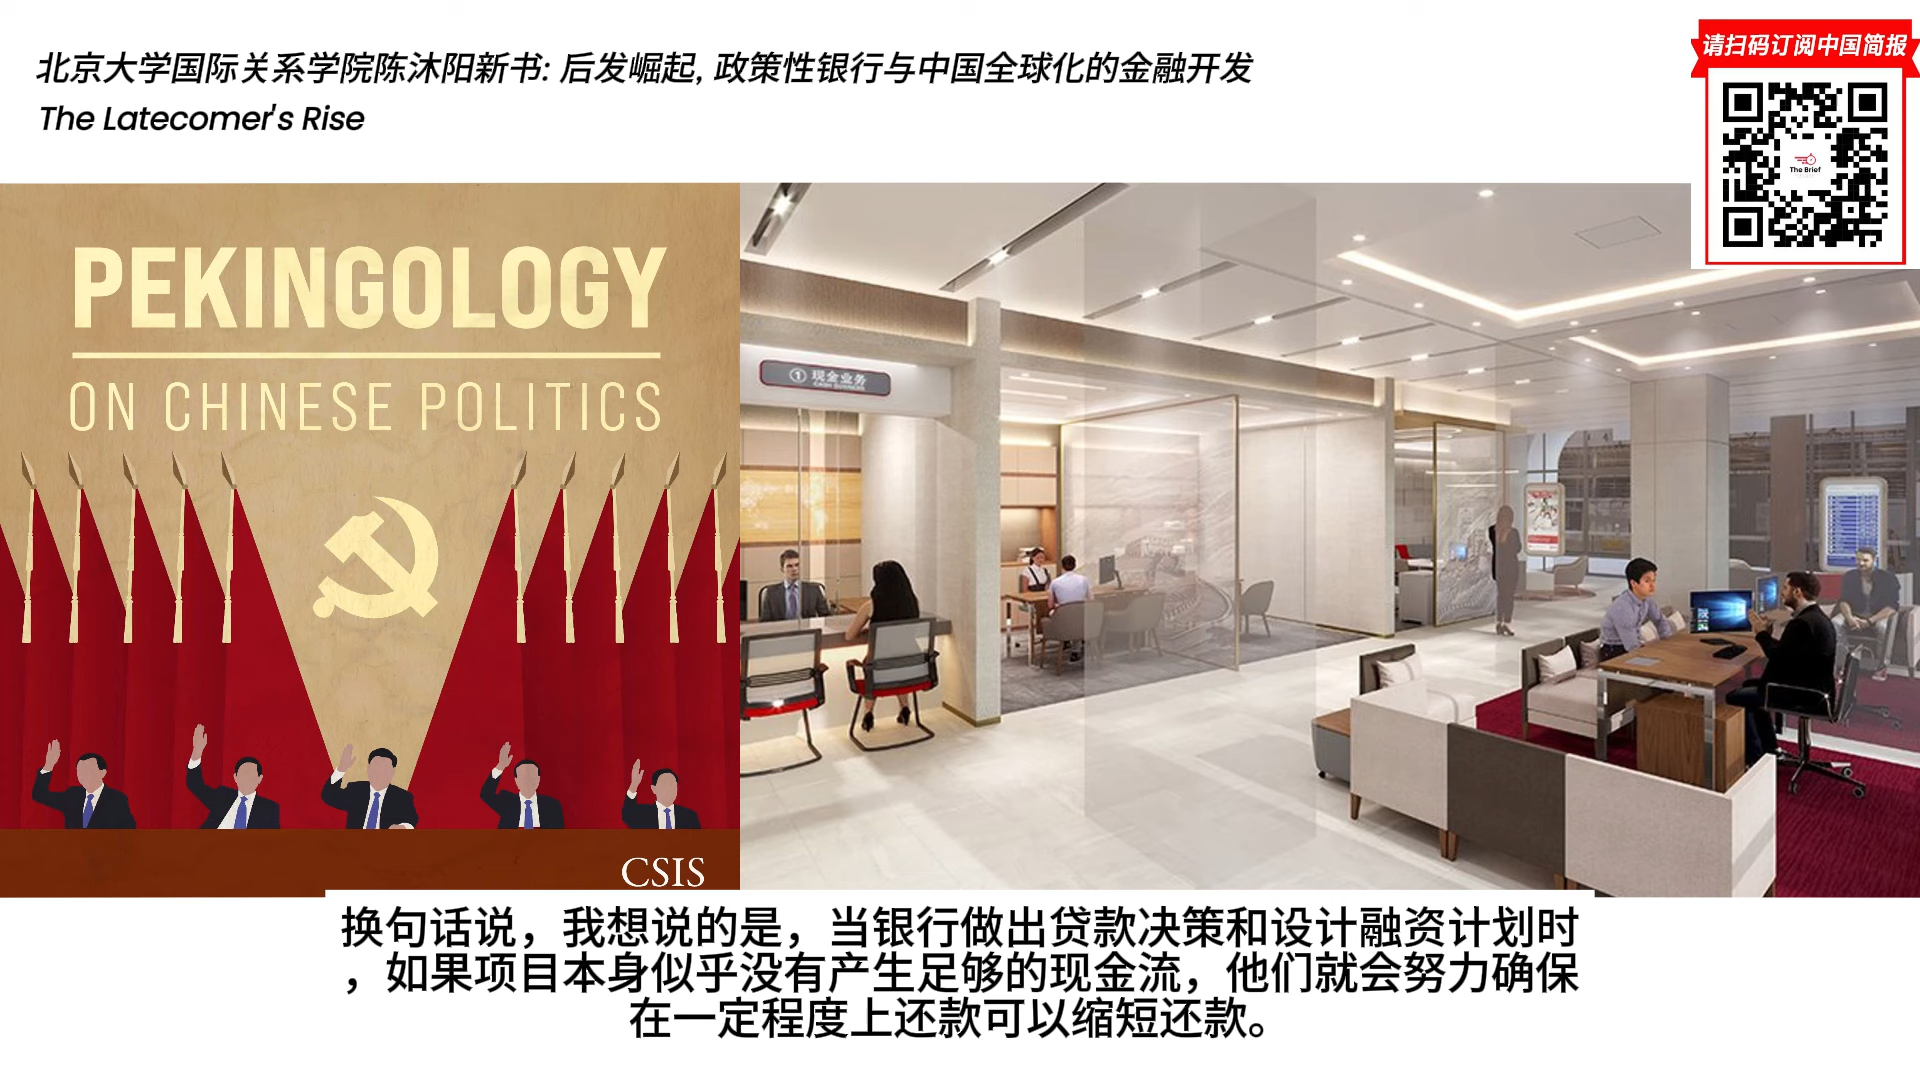 北京大学国际关系学院陈沐阳新书: 后发崛起, 政策性银行与中国全球化的金融开发
The Latecomer's Rise
请扫码订阅中国简报
The Brief
PEKINGOLOGY
ON CHINESE POLITICS
CSIS
① 现金业务
CASH BUSINESS
换句话说，我想说的是，当银行做出贷款决策和设计融资计划时
，如果项目本身似乎没有产生足够的现金流，他们就会努力确保
在一定程度上还款可以缩短还款。